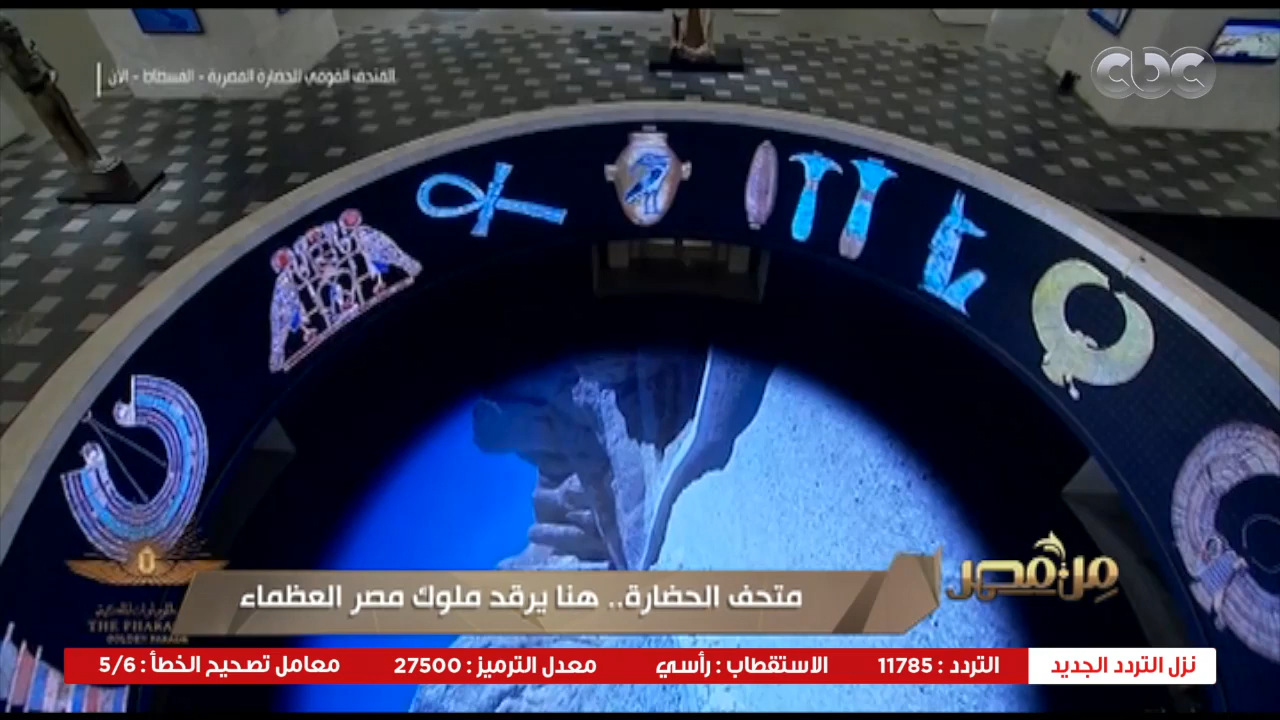 المتحف القومي للحضارة المصرية - الفسطاط - الآن
cbc
من مصر
متحف الحضارة.. هنا يرقد ملوك مصر العظماء
THE PHARA
GOLDEN PARADE
نزل التردد الجديد
التردد : 11785 الاستقطاب : رأسي معدل الترميز : 27500 معامل تصحيح الخطأ : 5/6